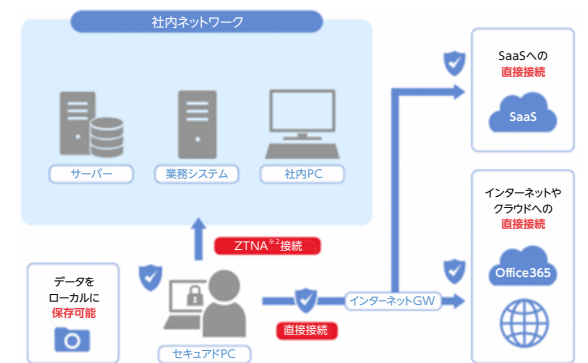 社内ネットワーク
サーバー
業務システム
社内PC
ZTNA※2接続
データを
ローカルに
保存可能
セキュアドPC
直接接続
インターネットGW
SaaSへの
直接接続
SaaS
インターネットや
クラウドへの
直接接続
Office365